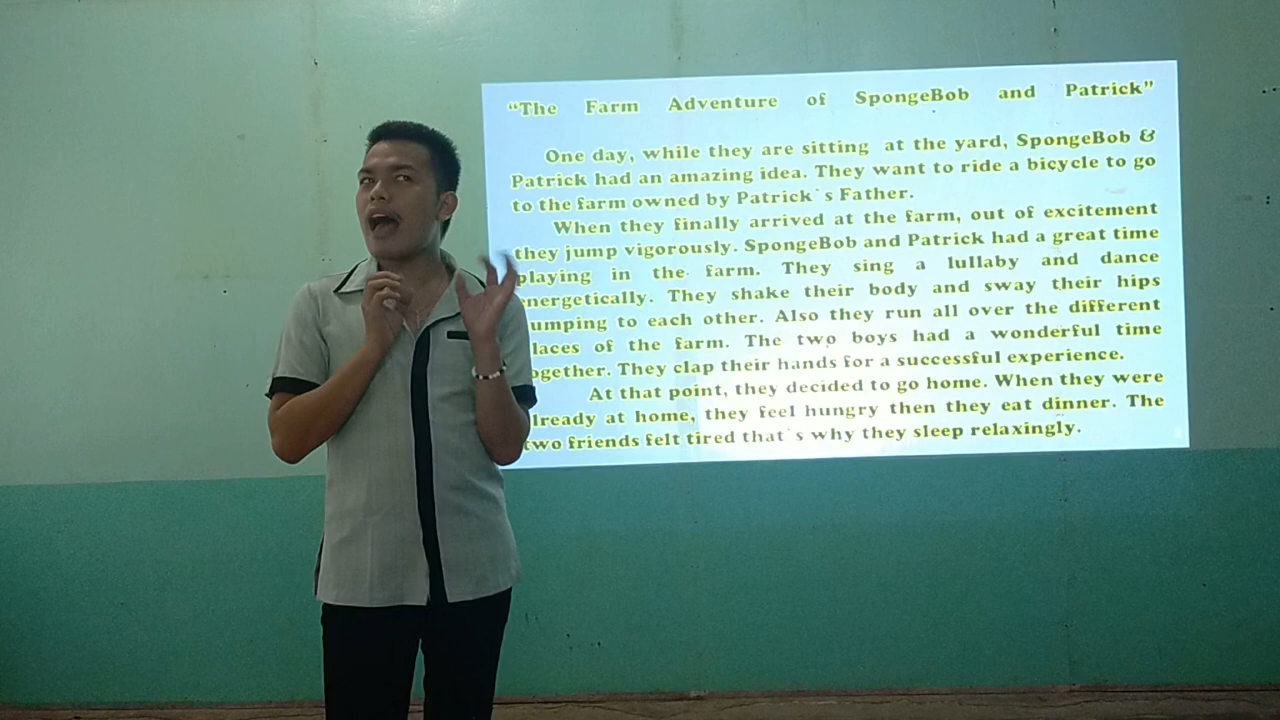 “The Farm Adventure of SpongeBob and Patrick”
One day, while they are sitting at the yard, SpongeBob &
Patrick had an amazing idea. They want to ride a bicycle to go
to the farm owned by Patrick`s Father.
When they finally arrived at the farm, out of excitement
they jump vigorously. SpongeBob and Patrick had a great time
playing in the farm. They sing a lullaby and dance
energetically. They shake their body and sway their hips
umping to each other. Also they run all over the different
laces of the farm. The two boys had a wonderful time
ogether. They clap their hands for a successful experience.
At that point, they decided to go home. When they were
lready at home, they feel hungry then they eat dinner. The
two friends felt tired that`s why they sleep relaxingly.